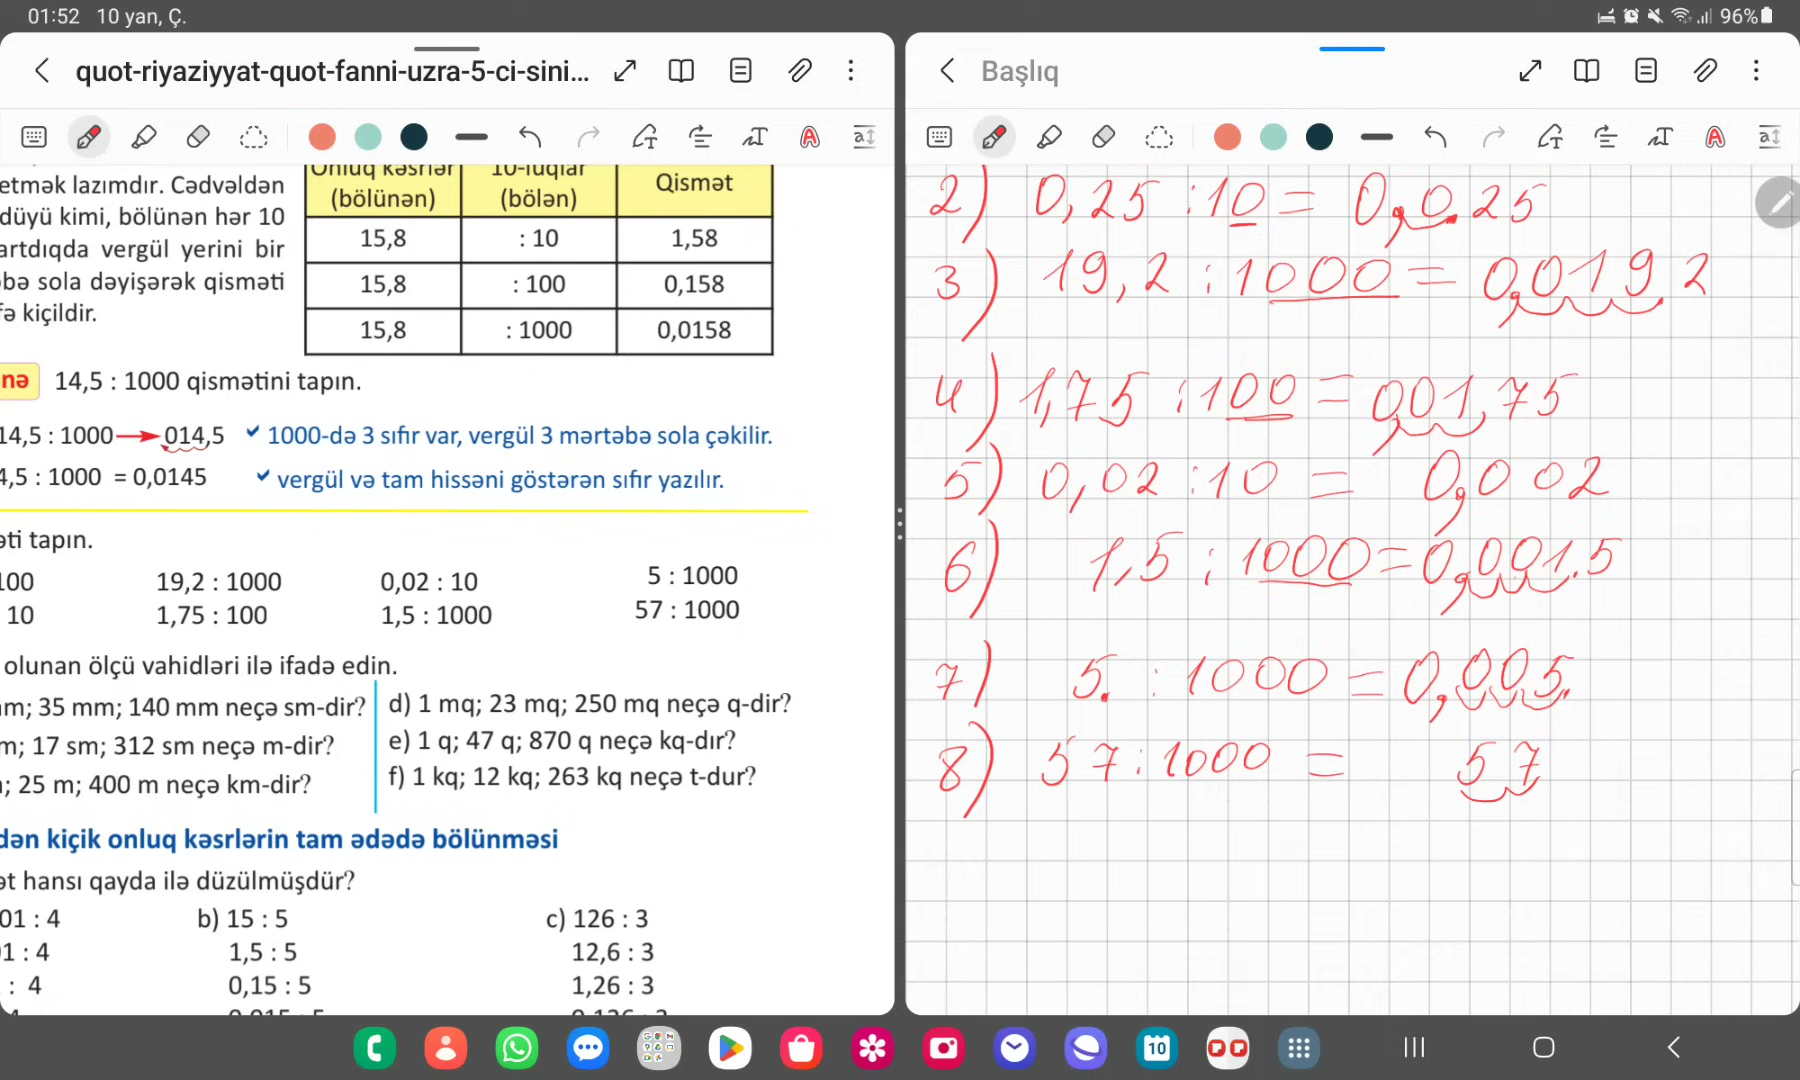 01:52 10 yan, Ç.
96%
quot-riyaziyyat-quot-fanni-uzra-5-ci-sini...
Onluq kəsrlər (bölünən) 10-luqlar (bölən) Qismət
15,8 : 10 1,58
15,8 : 100 0,158
15,8 : 1000 0,0158
etmək lazımdır. Cədvəldən
düyü kimi, bölünən hər 10
artdıqda vergül yerini bir
bə sola dəyişərək qisməti
fə kiçildir.
nə 14,5 : 1000 qismətini tapın.
14,5 : 1000 014,5 ✓ 1000-də 3 sıfır var, vergül 3 mərtəbə sola çəkilir.
4,5 : 1000 = 0,0145 ✓ vergül və tam hissəni göstərən sıfır yazılır.
əti tapın.
100 19,2 : 1000 0,02 : 10 5 : 1000
10 1,75 : 100 1,5 : 1000 57 : 1000
olunan ölçü vahidləri ilə ifadə edin.
m; 35 mm; 140 mm neçə sm-dir?
m; 17 sm; 312 sm neçə m-dir?
; 25 m; 400 m neçə km-dir?
d) 1 mq; 23 mq; 250 mq neçə q-dir?
e) 1 q; 47 q; 870 q neçə kq-dır?
f) 1 kq; 12 kq; 263 kq neçə t-dur?
dən kiçik onluq kəsrlərin tam ədədə bölünməsi
ət hansı qayda ilə düzülmüşdür?
01 : 4 b) 15 : 5 c) 126 : 3
1 : 4 1,5 : 5 12,6 : 3
: 4 0,15 : 5 1,26 : 3
Başlıq
2) 0,25 : 10 = 0,0.25
3) 19,2 : 1000 = 0,019.2
4) 1,75 : 100 = 0,01,75
5) 0,02 : 10 = 0,002
6) 1,5 : 1000 = 0,001.5
7) 5. : 1000 = 0,005.
8) 57 : 1000 = 57
10